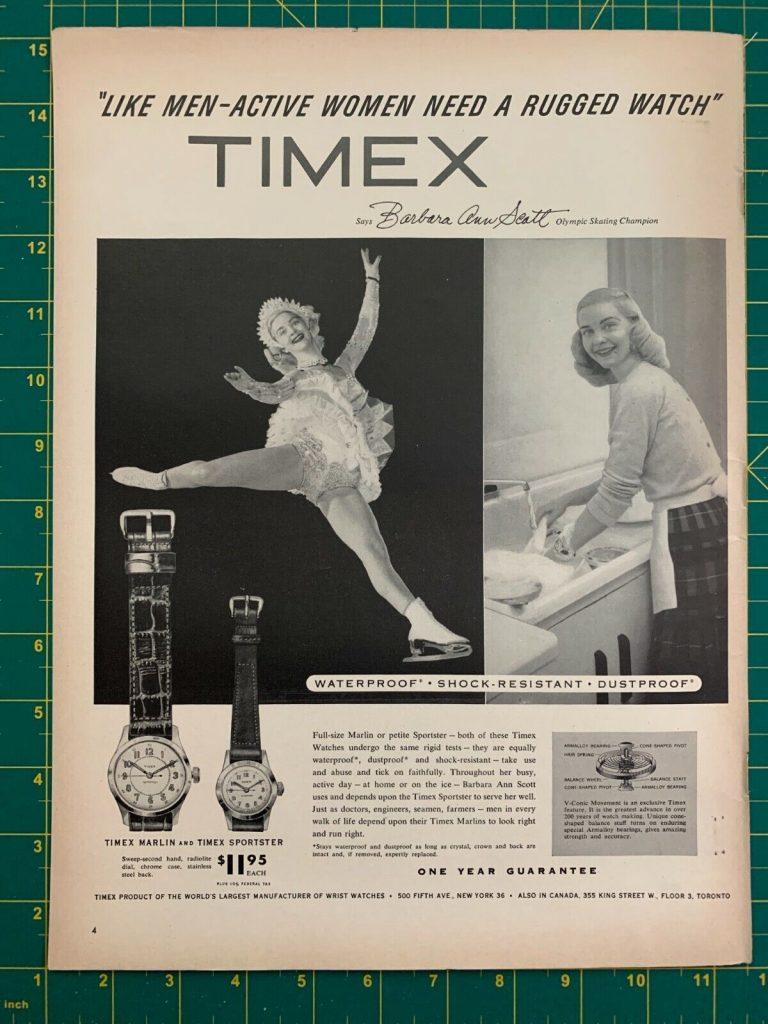 "LIKE MEN-ACTIVE WOMEN NEED A RUGGED WATCH"
TIMEX
Says Barbara Ann Scott Olympic Skating Champion
WATERPROOF* • SHOCK-RESISTANT • DUSTPROOF*
Full-size Marlin or petite Sportster — both of these Timex
Watches undergo the same rigid tests — they are equally
waterproof*, dustproof* and shock-resistant — take use
and abuse and tick on faithfully. Throughout her busy,
active day — at home or on the ice — Barbara Ann Scott
uses and depends upon the Timex Sportster to serve her well.
Just as doctors, engineers, seamen, farmers — men in every
walk of life depend upon their Timex Marlins to look right
and run right.
*Stays waterproof and dustproof as long as crystal, crown and back are
intact and, if removed, expertly replaced.
ONE YEAR GUARANTEE
ARMALLOY BEARING
CONE-SHAPED PIVOT
HAIR SPRING
BALANCE WHEEL
BALANCE STAFF
CONE-SHAPED PIVOT
ARMALLOY BEARING
V-Conic Movement is an exclusive Timex
feature. It is the greatest advance in over
200 years of watch making. Unique cone-
shaped balance staff turns on enduring
special Armalloy bearings, gives amazing
strength and accuracy.
TIMEX MARLIN AND TIMEX SPORTSTER
Sweep-second hand, radiolite
dial, chrome case, stainless
steel back.
$11 95
EACH
PLUS 10% FEDERAL TAX
TIMEX PRODUCT OF THE WORLD'S LARGEST MANUFACTURER OF WRIST WATCHES • 500 FIFTH AVE., NEW YORK 36 • ALSO IN CANADA, 355 KING STREET W., FLOOR 3, TORONTO
4
15
14
13
12
11
10
9
8
7
6
5
4
3
2
1
inch
1 2 3 4 5 6 7 8 9 10 11